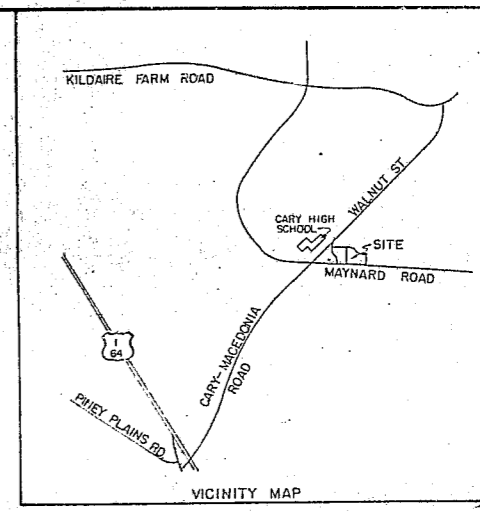 KILDAIRE FARM ROAD
WALNUT ST
CARY HIGH
SCHOOL
SITE
MAYNARD ROAD
CARY-MACEDONIA
ROAD
1
64
PINEY PLAINS RD
VICINITY MAP